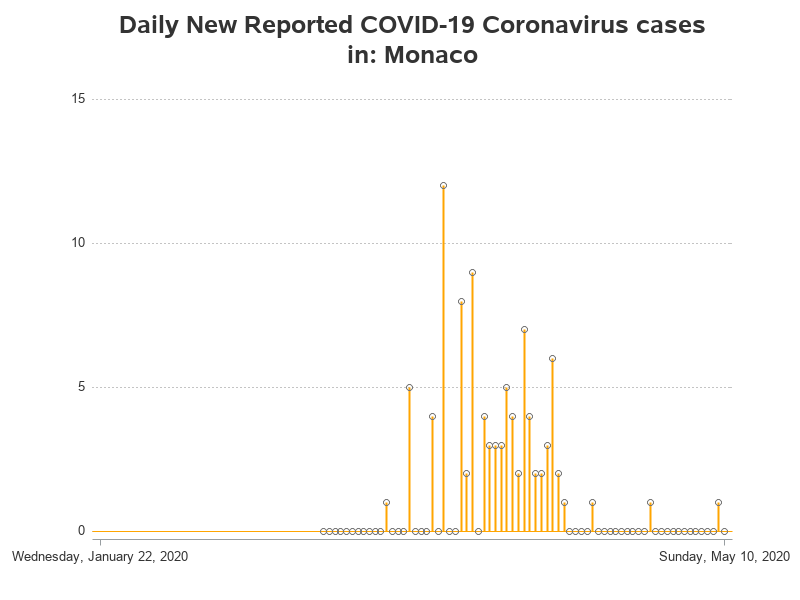 Daily New Reported COVID-19 Coronavirus cases
in: Monaco
15
10
5
0
Wednesday, January 22, 2020
Sunday, May 10, 2020